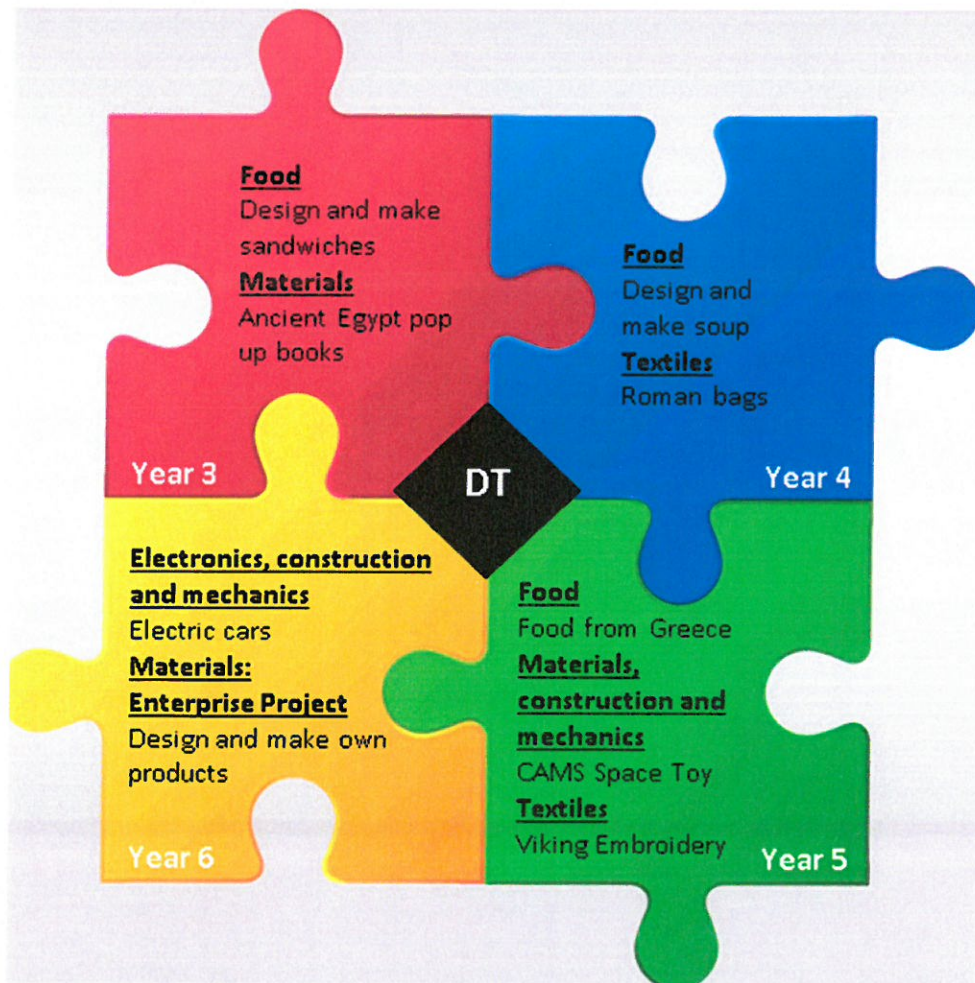 Food
Design and make
sandwiches
Materials
Ancient Egypt pop
up books
Year 3
Food
Design and
make soup
Textiles
Roman bags
Year 4
DT
Electronics, construction
and mechanics
Electric cars
Materials:
Enterprise Project
Design and make own
products
Year 6
Food
Food from Greece
Materials,
construction and
mechanics
CAMS Space Toy
Textiles
Viking Embroidery
Year 5